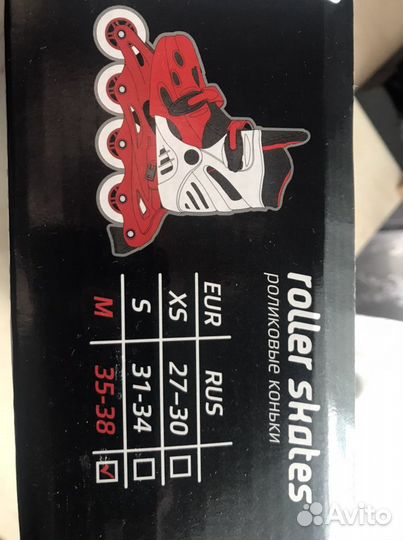 roller skates
роликовые коньки
EUR RUS
XS 27-30
S 31-34
M 35-38
Avito